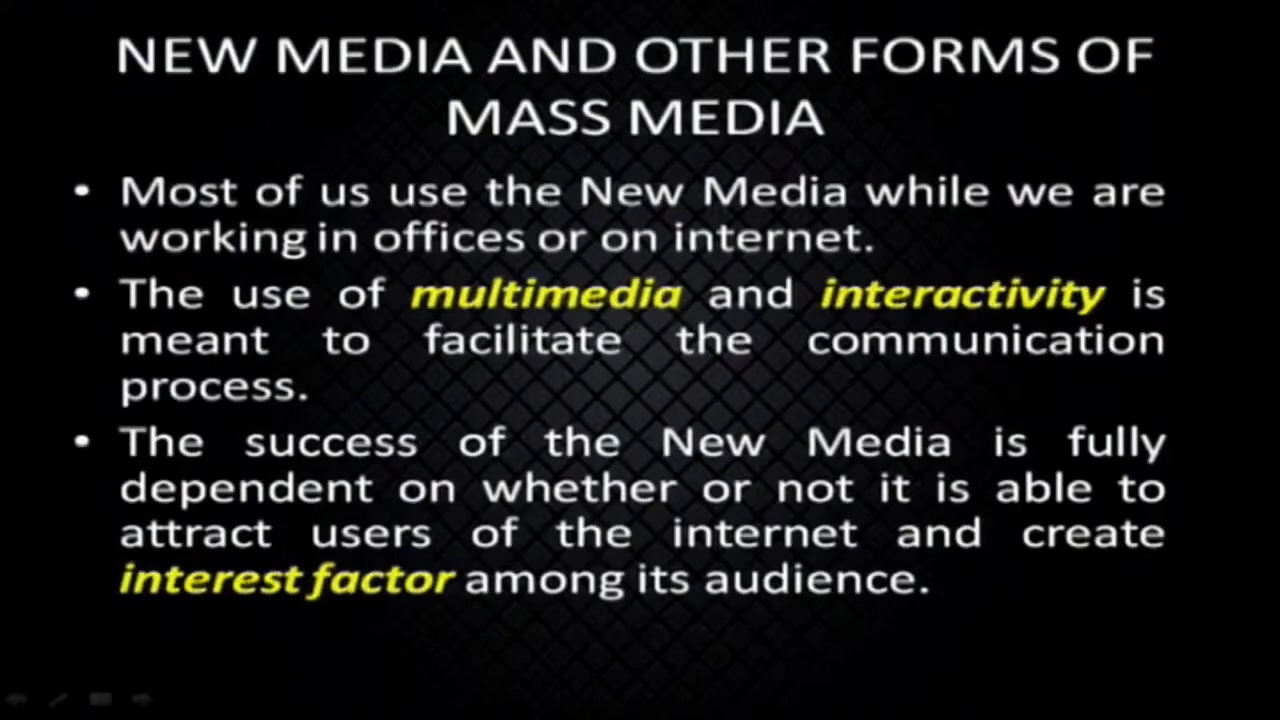 NEW MEDIA AND OTHER FORMS OF
MASS MEDIA
• Most of us use the New Media while we are
working in offices or on internet.
• The use of multimedia and interactivity is
meant to facilitate the communication
process.
• The success of the New Media is fully
dependent on whether or not it is able to
attract users of the internet and create
interest factor among its audience.